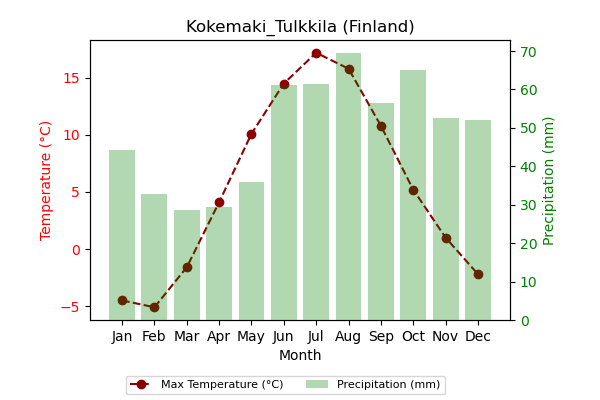 Kokemaki_Tulkkila (Finland)
Temperature (°C)
15
10
5
0
−5
70
60
50
40
30
20
10
0
Precipitation (mm)
Jan Feb Mar Apr May Jun Jul Aug Sep Oct Nov Dec
Month
Max Temperature (°C) Precipitation (mm)